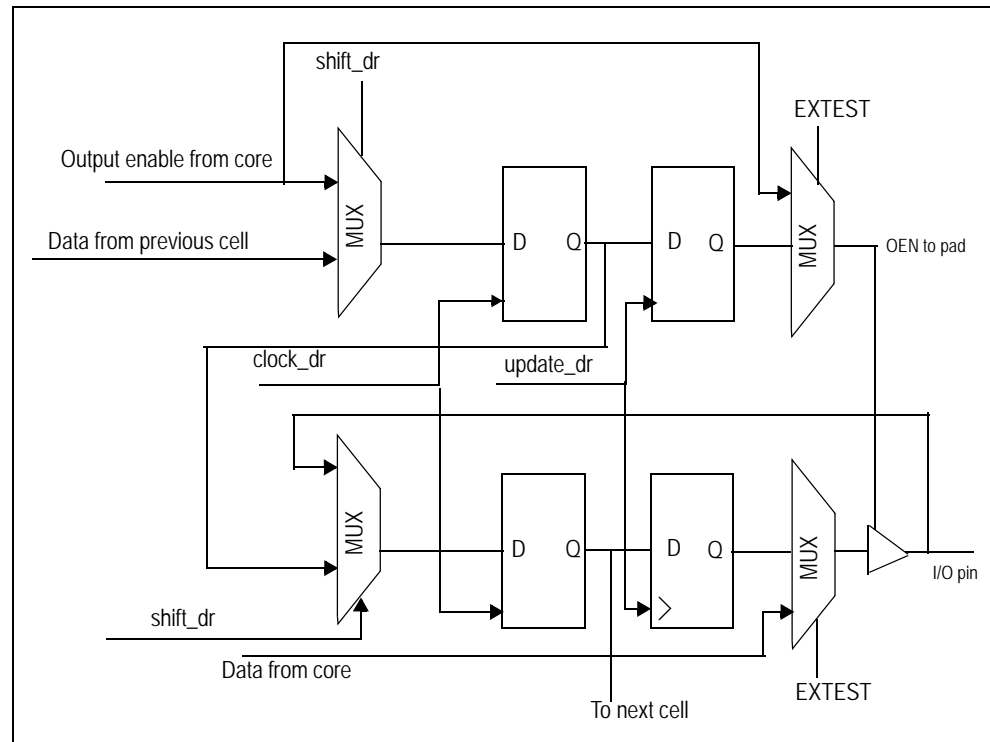 shift_dr
EXTEST
Output enable from core
MUX
MUX
Data from previous cell
D Q
D Q
OEN to pad
clock_dr
update_dr
MUX
D Q
D Q
MUX
I/O pin
shift_dr
Data from core
EXTEST
To next cell